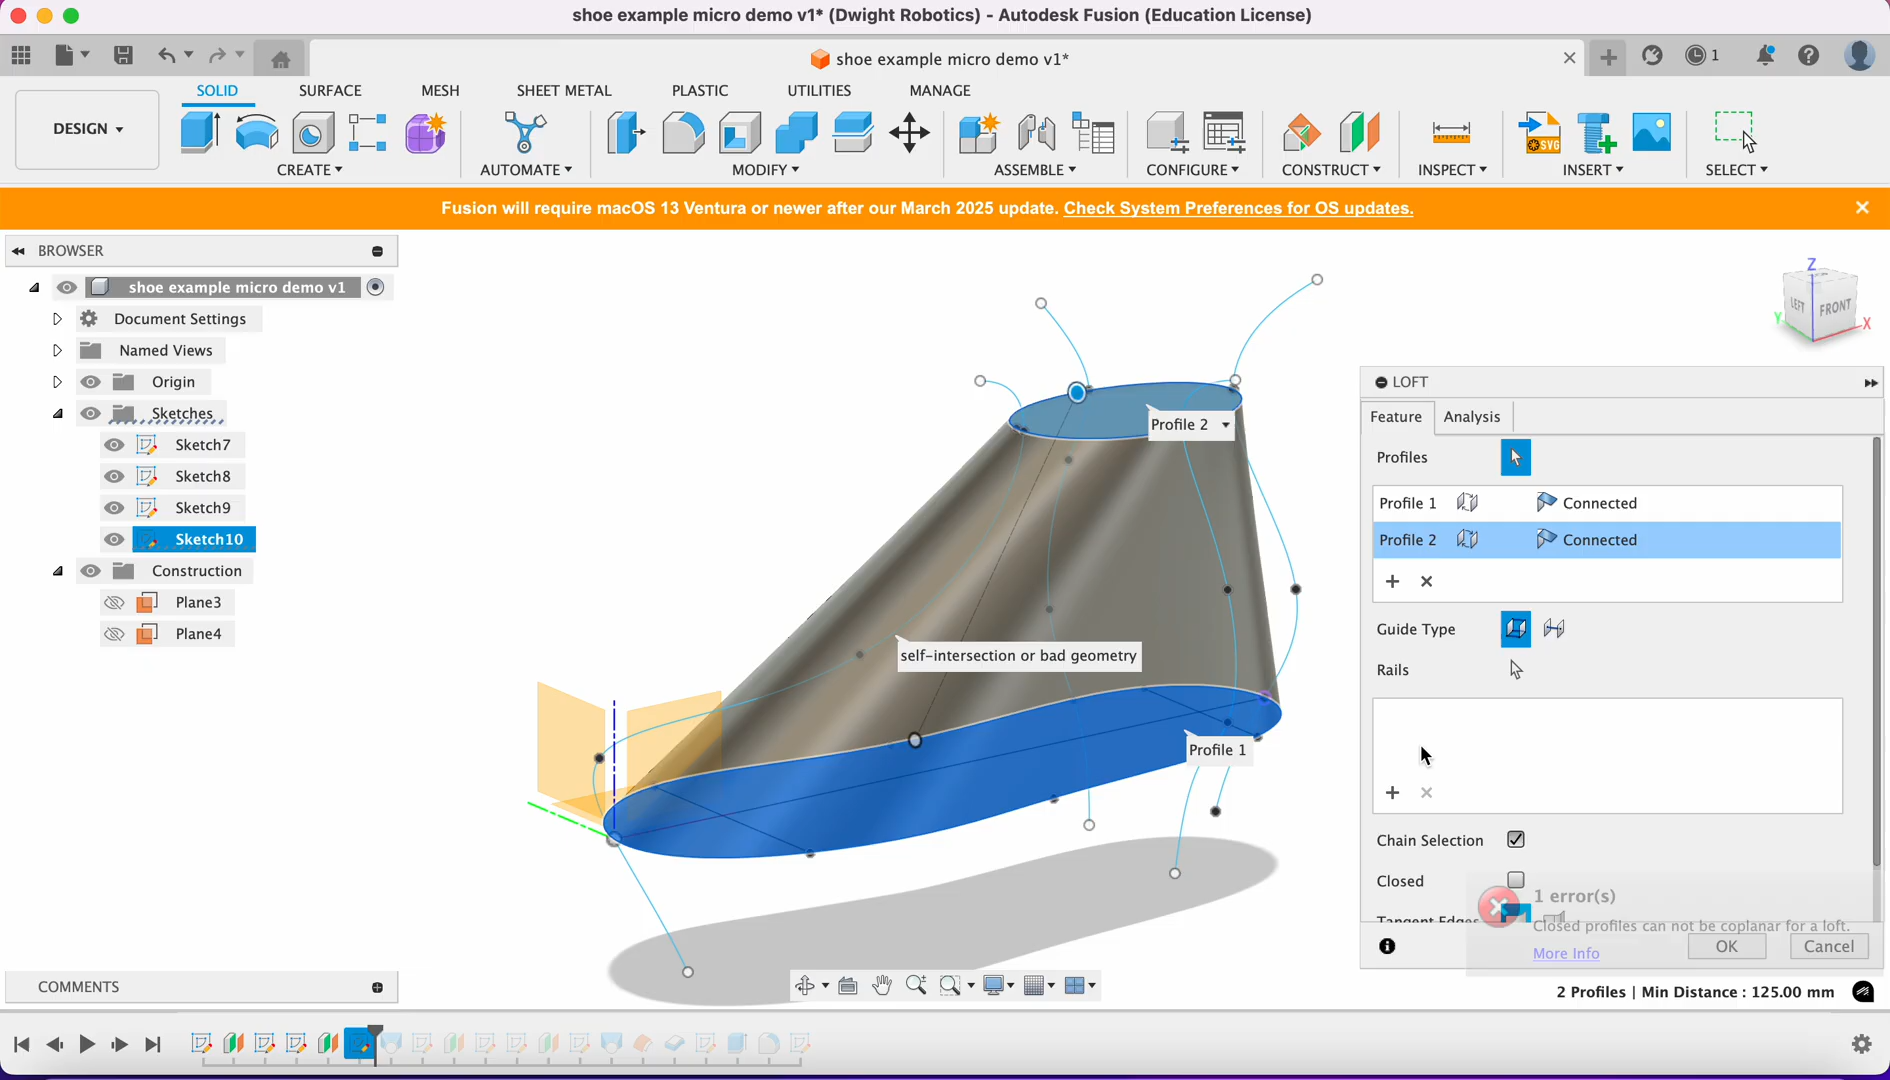 shoe example micro demo v1* (Dwight Robotics) - Autodesk Fusion (Education License)
shoe example micro demo v1*
1
SOLID
SURFACE
MESH
SHEET METAL
PLASTIC
UTILITIES
MANAGE
DESIGN
CREATE
AUTOMATE
MODIFY
ASSEMBLE
CONFIGURE
CONSTRUCT
INSPECT
INSERT
SELECT
SVG
Fusion will require macOS 13 Ventura or newer after our March 2025 update. Check System Preferences for OS updates.
BROWSER
shoe example micro demo v1
Document Settings
Named Views
Origin
Sketches
Sketch7
Sketch8
Sketch9
Sketch10
Construction
Plane3
Plane4
Z
LEFT
FRONT
Y
X
Profile 2
self-intersection or bad geometry
Profile 1
LOFT
Feature
Analysis
Profiles
Profile 1
Connected
Profile 2
Connected
Guide Type
Rails
Chain Selection
Closed
Tangent Edges
1 error(s)
Closed profiles can not be coplanar for a loft.
More Info
OK
Cancel
COMMENTS
2 Profiles | Min Distance : 125.00 mm